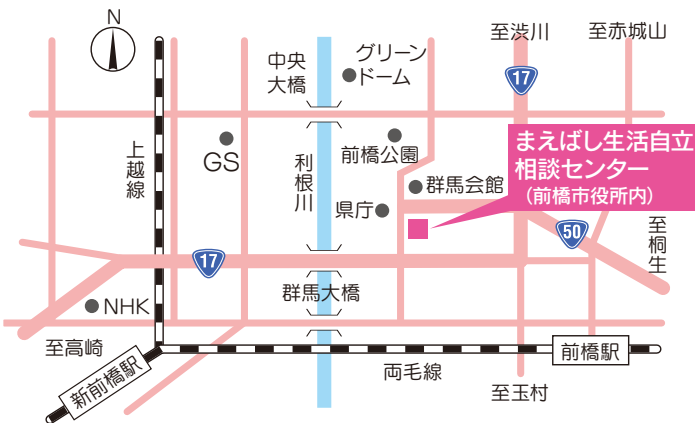 N
至渋川
至赤城山
中央
大橋
グリーン
ドーム
17
上越線
GS
利根川
前橋公園
まえばし生活自立
相談センター
(前橋市役所内)
群馬会館
県庁
50
至桐生
17
群馬大橋
NHK
至高崎
新前橋駅
両毛線
前橋駅
至玉村